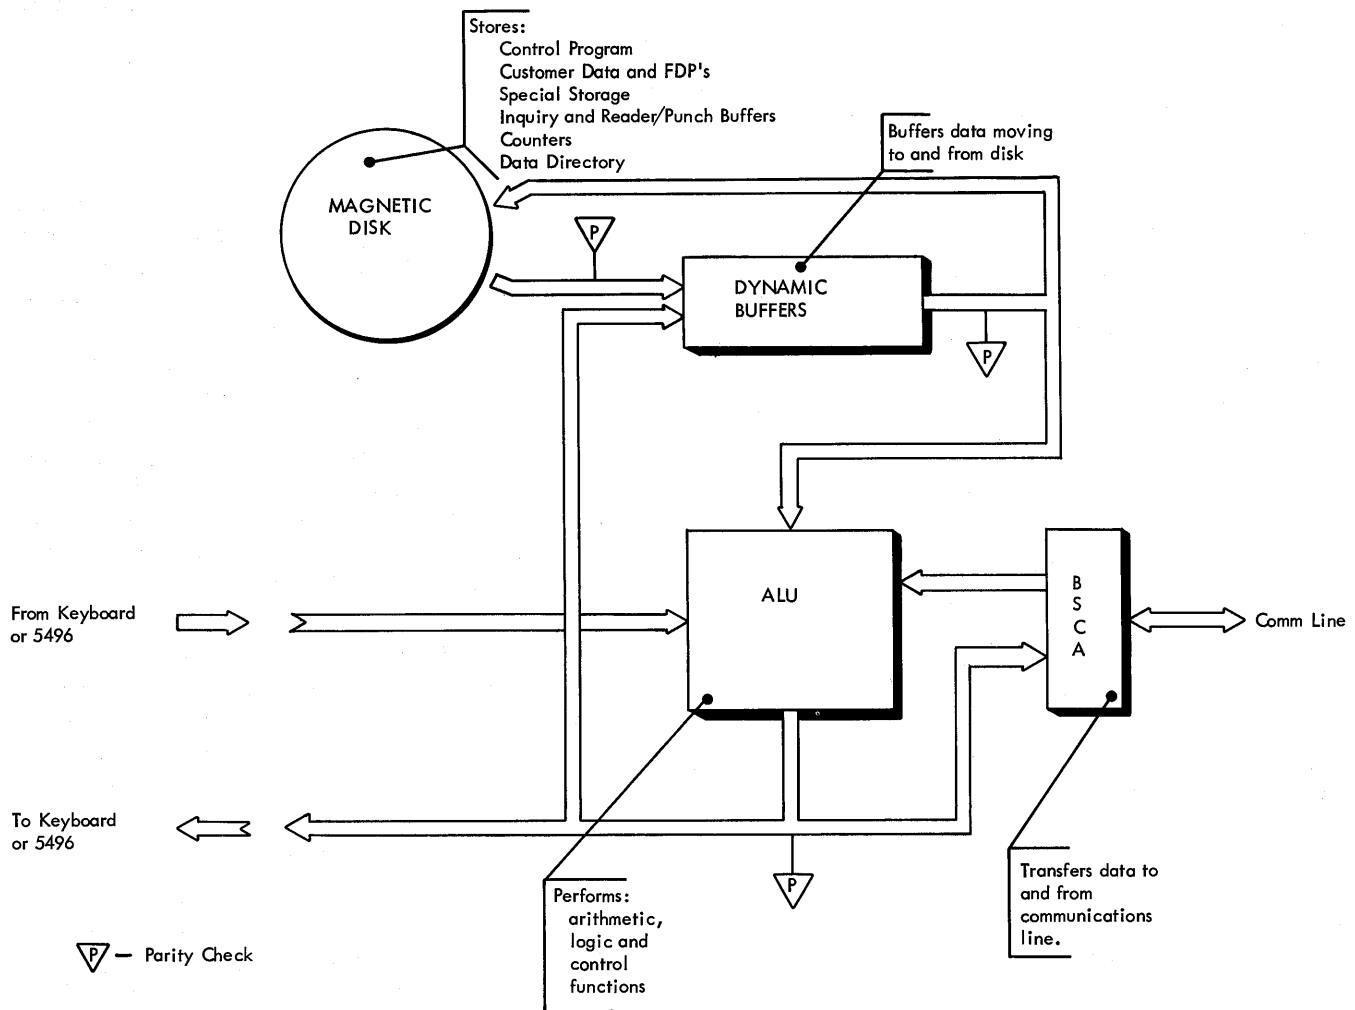 Stores:
Control Program
Customer Data and FDP's
Special Storage
Inquiry and Reader/Punch Buffers
Counters
Data Directory
Buffers data moving
to and from disk
MAGNETIC
DISK
P
DYNAMIC
BUFFERS
P
ALU
B
S
C
A
From Keyboard
or 5496
Comm Line
To Keyboard
or 5496
P
Performs:
arithmetic,
logic and
control
functions
Transfers data to
and from
communications
line.
P – Parity Check